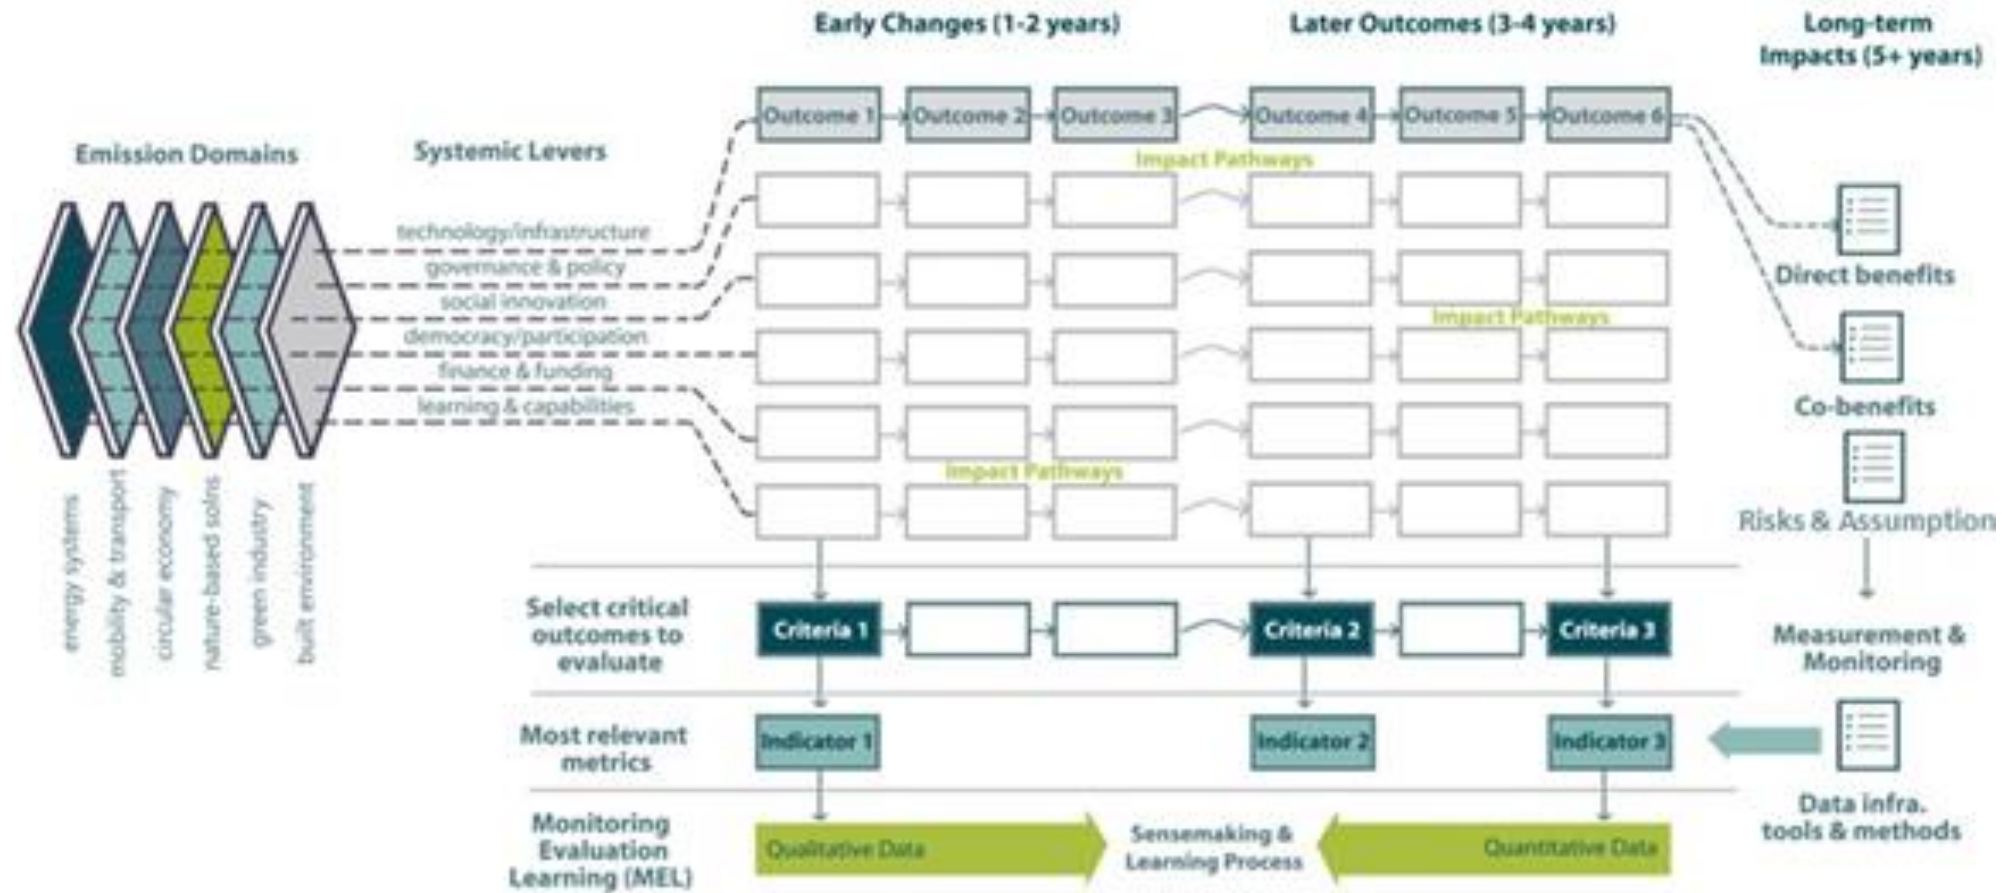 Early Changes (1-2 years)
Later Outcomes (3-4 years)
Long-term
Impacts (5+ years)
Emission Domains
Systemic Levers
Outcome 1
Outcome 2
Outcome 3
Outcome 4
Outcome 5
Outcome 6
Impact Pathways
technology/infrastructure
governance & policy
social innovation
democracy/participation
finance & funding
learning & capabilities
Impact Pathways
Impact Pathways
Direct benefits
Co-benefits
Risks & Assumption
energy systems
mobility & transport
circular economy
nature-based solns
green industry
built environment
Select critical
outcomes to
evaluate
Criteria 1
Criteria 2
Criteria 3
Measurement &
Monitoring
Most relevant
metrics
Indicator 1
Indicator 2
Indicator 3
Data infra.
tools & methods
Monitoring
Evaluation
Learning (MEL)
Qualitative Data
Sensemaking &
Learning Process
Quantitative Data